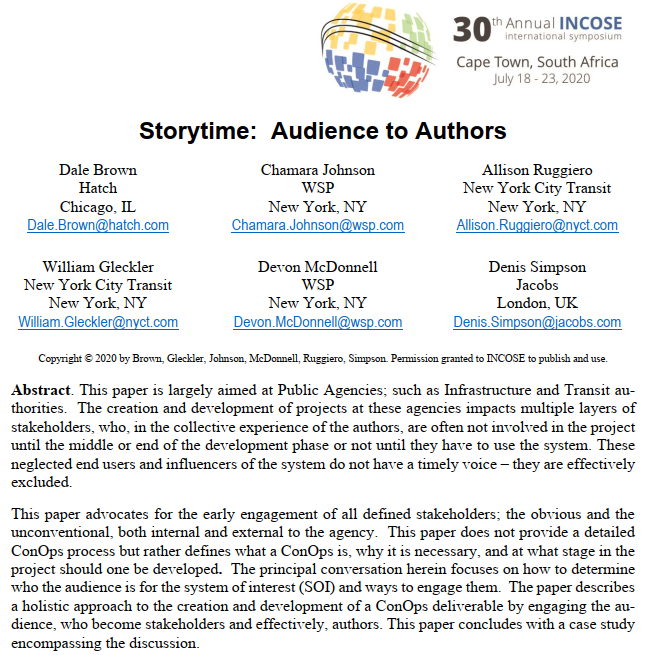 30th Annual INCOSE
international symposium
Cape Town, South Africa
July 18 - 23, 2020
Storytime:  Audience to Authors
Dale Brown
Hatch
Chicago, IL
Dale.Brown@hatch.com
Chamara Johnson
WSP
New York, NY
Chamara.Johnson@wsp.com
Allison Ruggiero
New York City Transit
New York, NY
Allison.Ruggiero@nyct.com
William Gleckler
New York City Transit
New York, NY
William.Gleckler@nyct.com
Devon McDonnell
WSP
New York, NY
Devon.McDonnell@wsp.com
Denis Simpson
Jacobs
London, UK
Denis.Simpson@jacobs.com
Copyright © 2020 by Brown, Gleckler, Johnson, McDonnell, Ruggiero, Simpson. Permission granted to INCOSE to publish and use.
Abstract. This paper is largely aimed at Public Agencies; such as Infrastructure and Transit au-
thorities.  The creation and development of projects at these agencies impacts multiple layers of
stakeholders, who, in the collective experience of the authors, are often not involved in the project
until the middle or end of the development phase or not until they have to use the system. These
neglected end users and influencers of the system do not have a timely voice – they are effectively
excluded.
This paper advocates for the early engagement of all defined stakeholders; the obvious and the
unconventional, both internal and external to the agency.  This paper does not provide a detailed
ConOps process but rather defines what a ConOps is, why it is necessary, and at what stage in the
project should one be developed.  The principal conversation herein focuses on how to determine
who the audience is for the system of interest (SOI) and ways to engage them.  The paper describes
a holistic approach to the creation and development of a ConOps deliverable by engaging the au-
dience, who become stakeholders and effectively, authors. This paper concludes with a case study
encompassing the discussion.